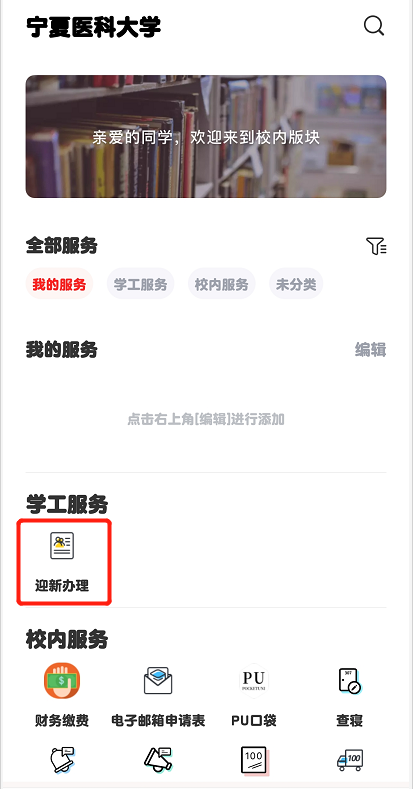 宁夏医科大学
亲爱的同学，欢迎来到校内版块
全部服务
我的服务 学工服务 校内服务 未分类
我的服务 编辑
点击右上角[编辑]进行添加
学工服务
迎新办理
校内服务
$ PU 307
POCKETUNI
财务缴费 电子邮箱申请表 PU口袋 查寝
100 100